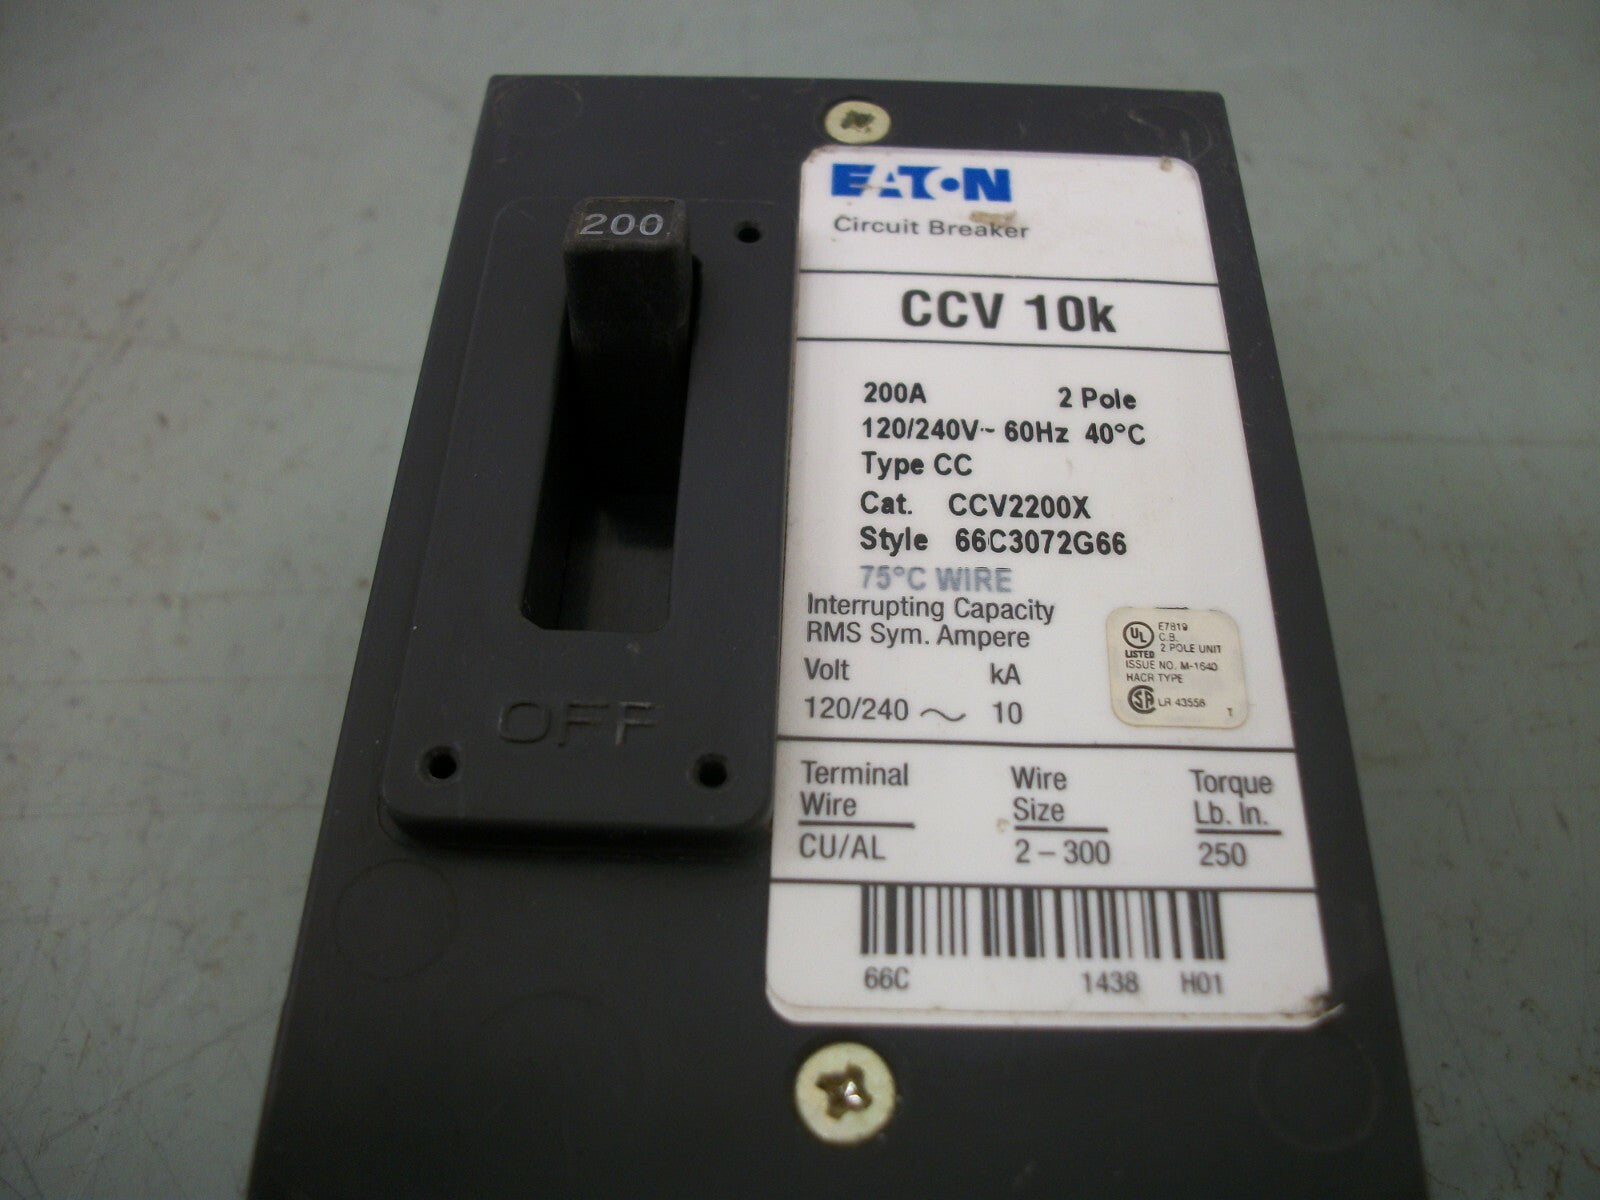 200
OFF
EATON
Circuit Breaker
CCV 10k
200A 2 Pole
120/240V~ 60Hz 40°C
Type CC
Cat. CCV2200X
Style 66C3072G66
75°C WIRE
Interrupting Capacity
RMS Sym. Ampere
Volt kA
120/240 ~ 10
UL LISTED
E7819
C.B.
2 POLE UNIT
ISSUE NO. M-1640
HACR TYPE
SA LR 43556 T
Terminal Wire Torque
Wire Size Lb. In.
CU/AL 2 – 300 250
66C 1438 H01